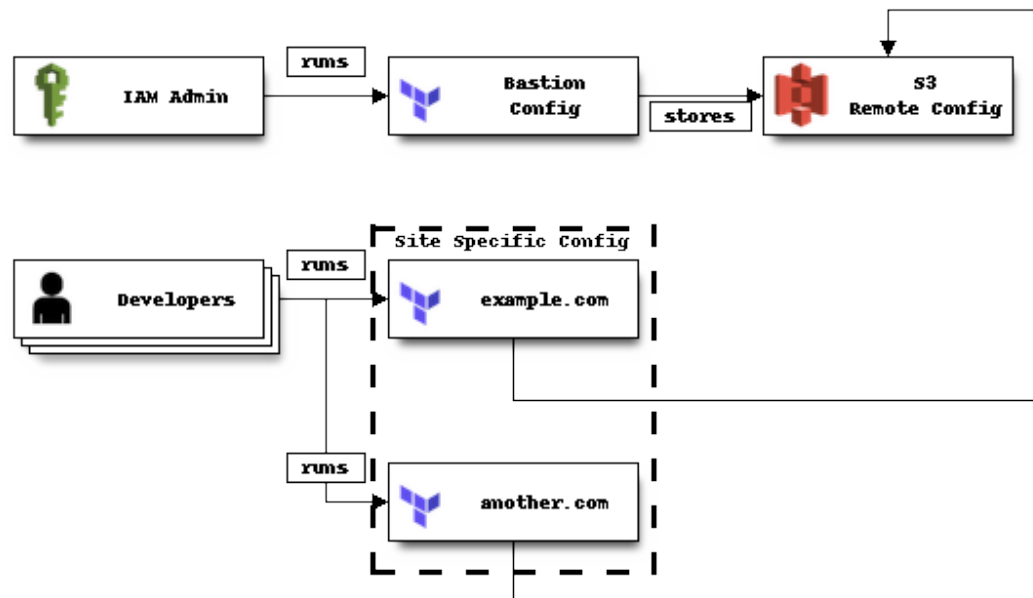 runs
IAM Admin
Bastion
Config
stores
S3
Remote Config
Site Specific Config
runs
Developers
example.com
runs
another.com